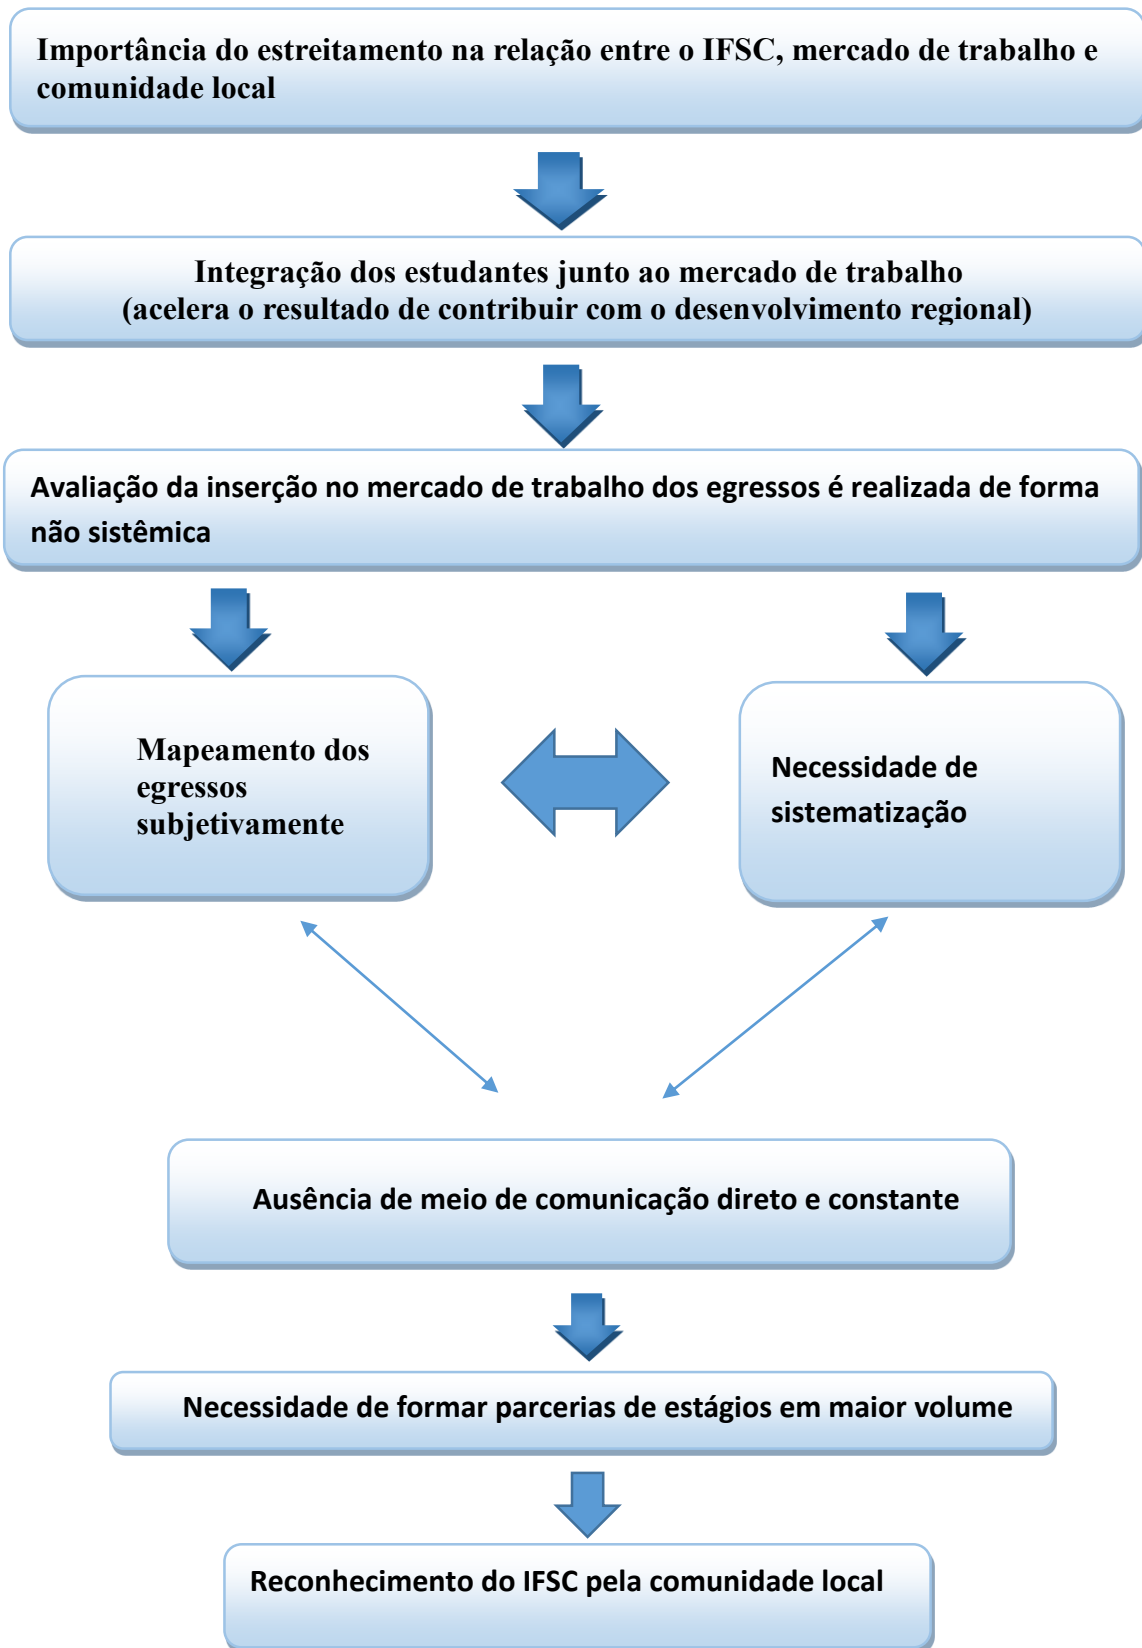 Importância do estreitamento na relação entre o IFSC, mercado de trabalho e
comunidade local
Integração dos estudantes junto ao mercado de trabalho
(acelera o resultado de contribuir com o desenvolvimento regional)
Avaliação da inserção no mercado de trabalho dos egressos é realizada de forma
não sistêmica
Mapeamento dos
egressos
subjetivamente
Necessidade de
sistematização
Ausência de meio de comunicação direto e constante
Necessidade de formar parcerias de estágios em maior volume
Reconhecimento do IFSC pela comunidade local